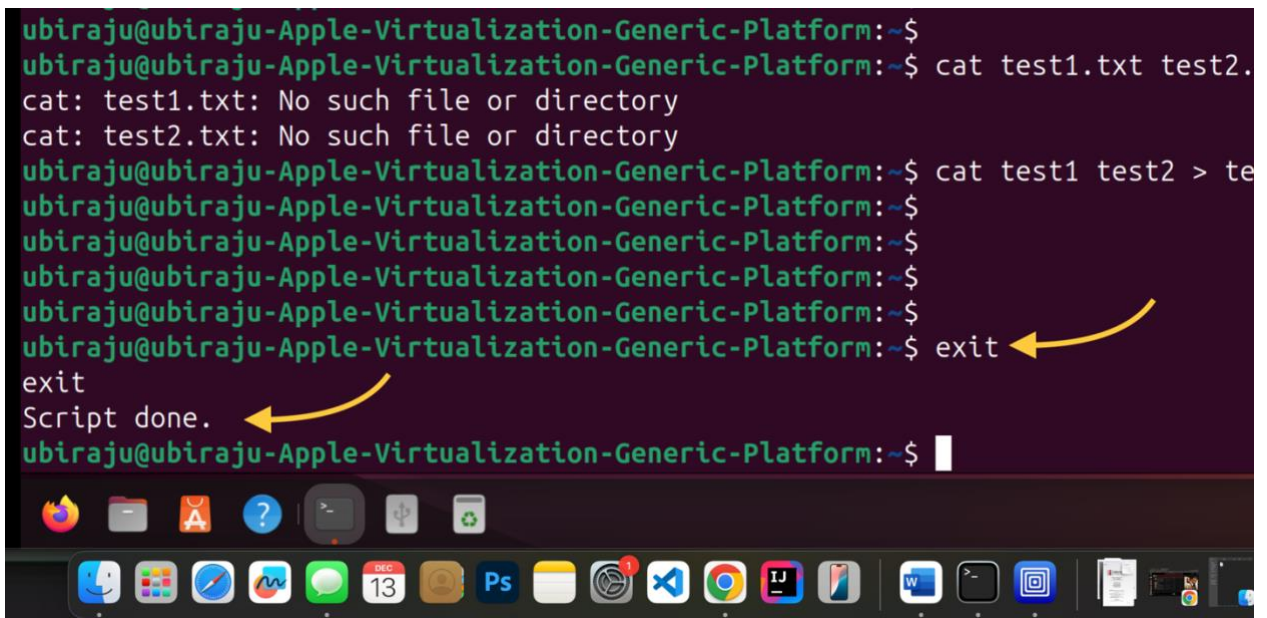 ubiraju@ubiraju-Apple-Virtualization-Generic-Platform:~$
ubiraju@ubiraju-Apple-Virtualization-Generic-Platform:~$ cat test1.txt test2.
cat: test1.txt: No such file or directory
cat: test2.txt: No such file or directory
ubiraju@ubiraju-Apple-Virtualization-Generic-Platform:~$ cat test1 test2 > te
ubiraju@ubiraju-Apple-Virtualization-Generic-Platform:~$
ubiraju@ubiraju-Apple-Virtualization-Generic-Platform:~$
ubiraju@ubiraju-Apple-Virtualization-Generic-Platform:~$
ubiraju@ubiraju-Apple-Virtualization-Generic-Platform:~$
ubiraju@ubiraju-Apple-Virtualization-Generic-Platform:~$ exit
exit
Script done.
ubiraju@ubiraju-Apple-Virtualization-Generic-Platform:~$
DEC
13
Ps
1
IJ
W